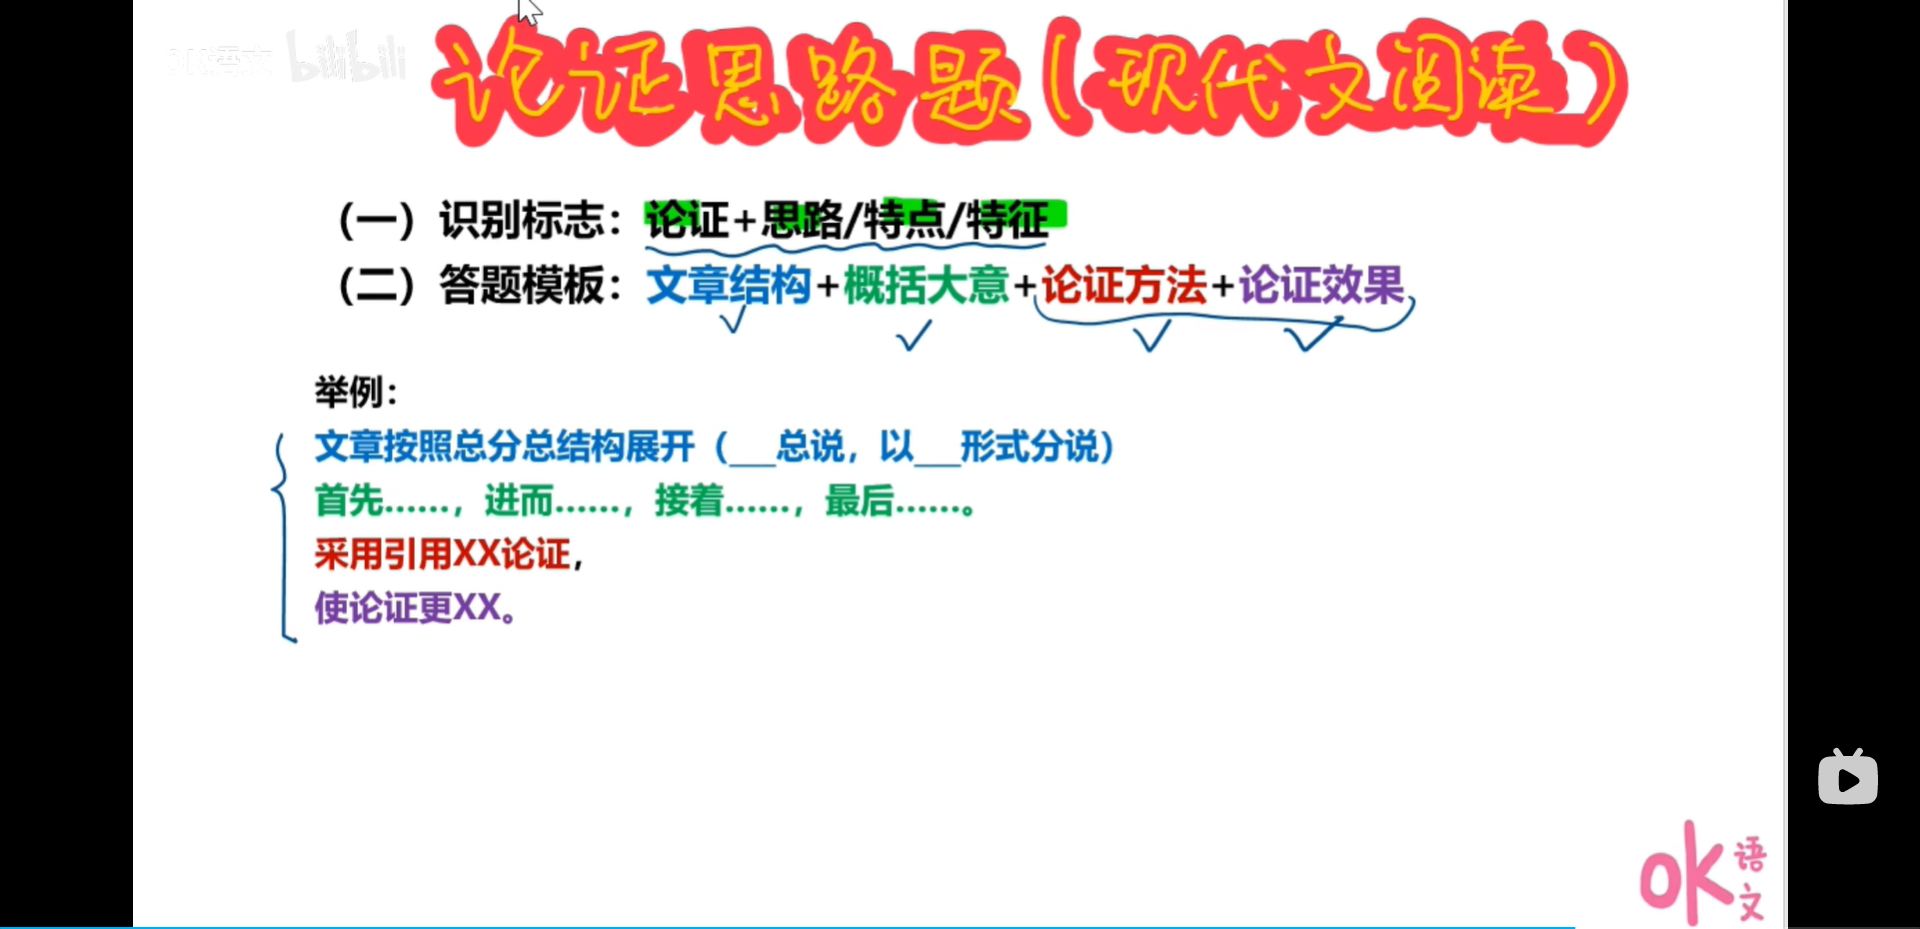 OK语文 bilibili
论证思路题（现代文阅读）
（一）识别标志：论证+思路/特点/特征
（二）答题模板：文章结构+概括大意+论证方法+论证效果
举例：
文章按照总分总结构展开（___总说，以___形式分说）
首先……，进而……，接着……，最后……。
采用引用XX论证，
使论证更XX。
ok语文